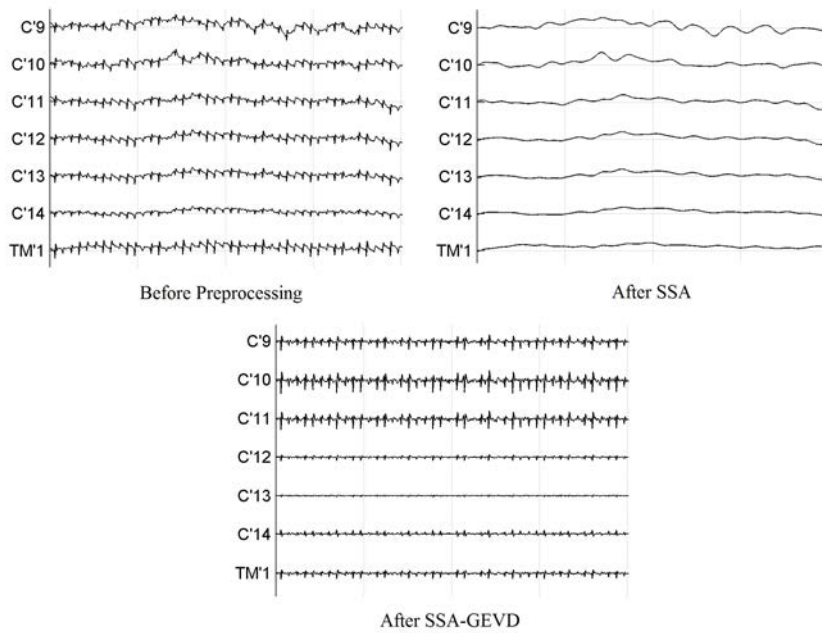 C'9
C'10
C'11
C'12
C'13
C'14
TM'1
Before Preprocessing
C'9
C'10
C'11
C'12
C'13
C'14
TM'1
After SSA
C'9
C'10
C'11
C'12
C'13
C'14
TM'1
After SSA-GEVD